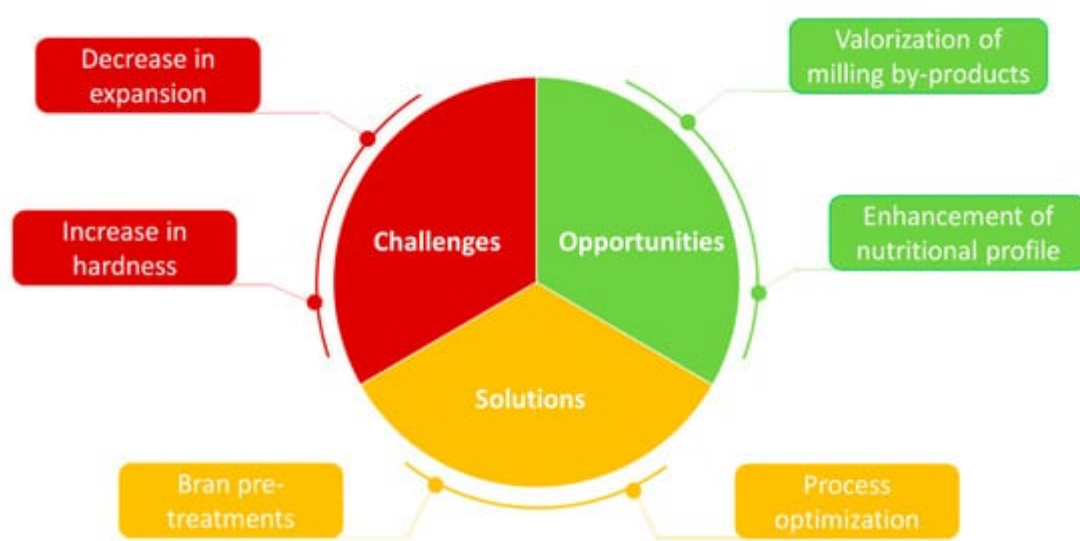 Decrease in
expansion
Valorization of
milling by-products
Increase in
hardness
Challenges
Opportunities
Enhancement of
nutritional profile
Solutions
Bran pre-
treatments
Process
optimization